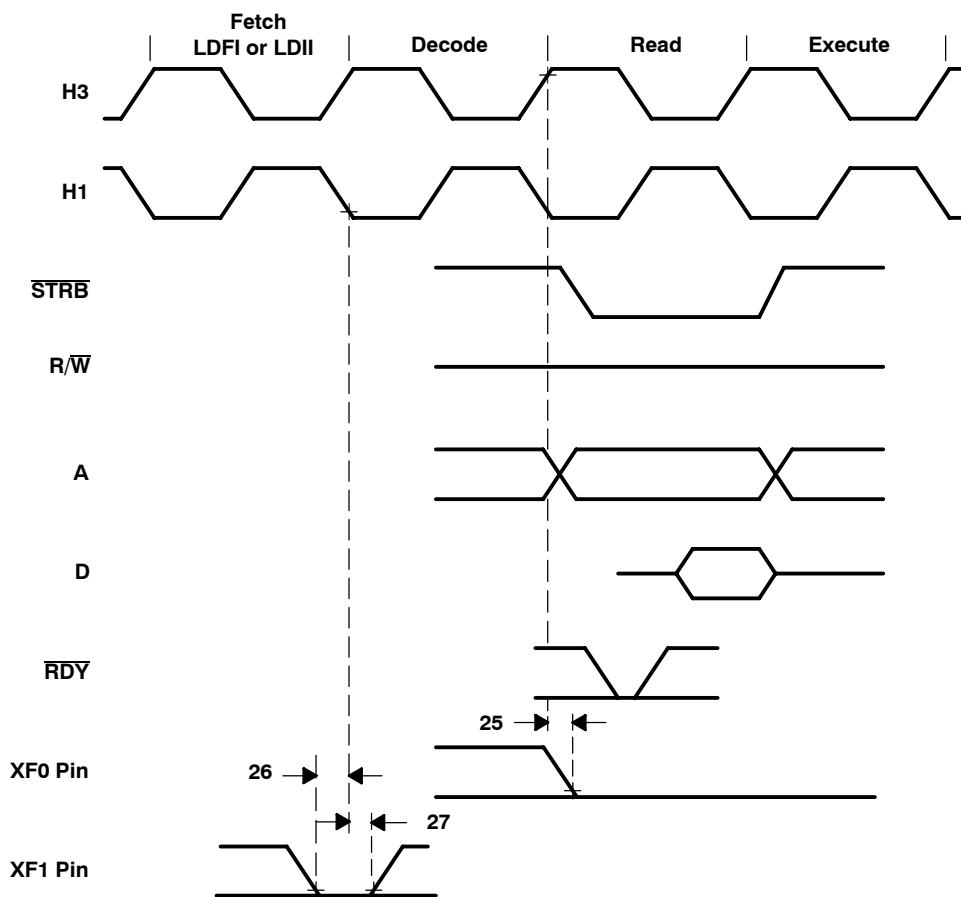 Fetch
LDFI or LDII
Decode
Read
Execute
H3
H1
STRB
R/W
A
D
RDY
25
XF0 Pin
26
27
XF1 Pin